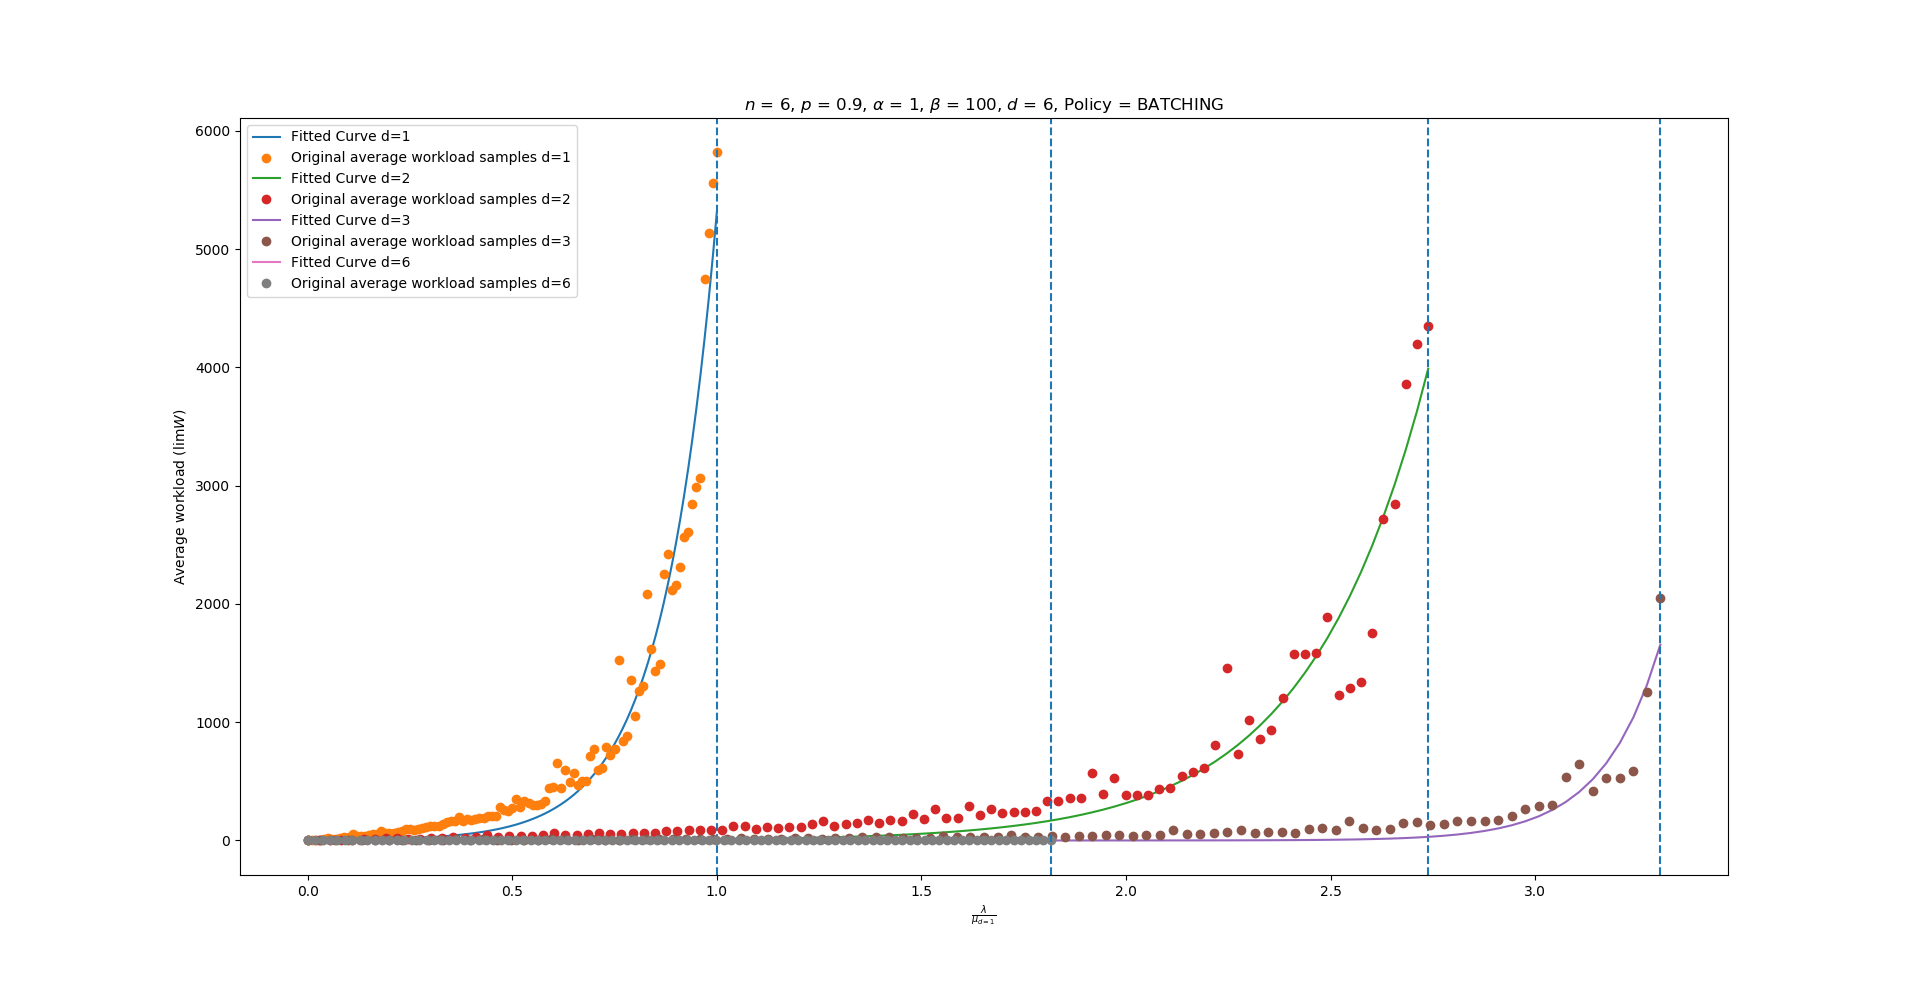 n = 6, p = 0.9, α = 1, β = 100, d = 6, Policy = BATCHING
Fitted Curve d=1
Original average workload samples d=1
Fitted Curve d=2
Original average workload samples d=2
Fitted Curve d=3
Original average workload samples d=3
Fitted Curve d=6
Original average workload samples d=6
6000
5000
4000
3000
2000
1000
0
Average workload (limW)
0.0 0.5 1.0 1.5 2.0 2.5 3.0
λ
μd=1